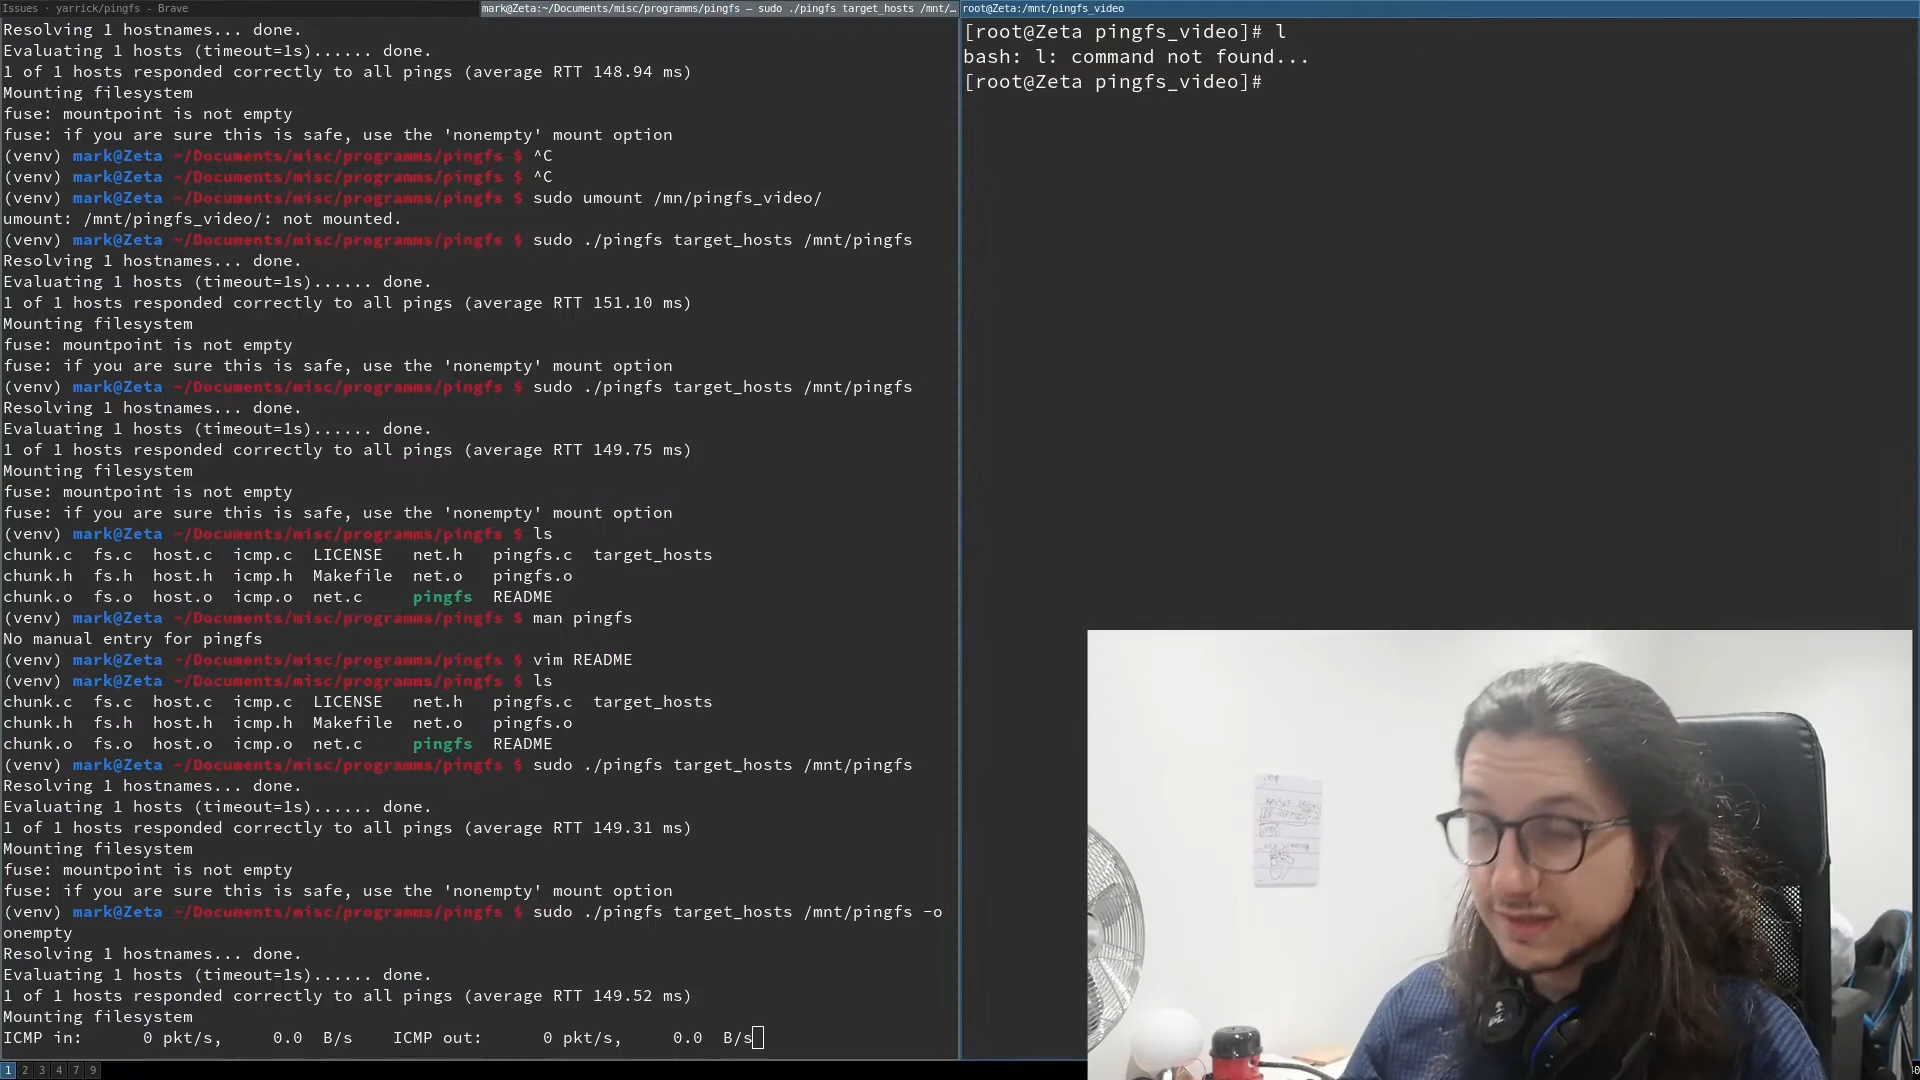 Issues · yarrick/pingfs - Brave
mark@Zeta:~/Documents/misc/programms/pingfs — sudo ./pingfs target_hosts /mnt/…
root@Zeta:/mnt/pingfs_video
Resolving 1 hostnames... done.
Evaluating 1 hosts (timeout=1s)...... done.
1 of 1 hosts responded correctly to all pings (average RTT 148.94 ms)
Mounting filesystem
fuse: mountpoint is not empty
fuse: if you are sure this is safe, use the 'nonempty' mount option
(venv) mark@Zeta ~/Documents/misc/programms/pingfs $ ^C
(venv) mark@Zeta ~/Documents/misc/programms/pingfs $ ^C
(venv) mark@Zeta ~/Documents/misc/programms/pingfs $ sudo umount /mn/pingfs_video/
umount: /mnt/pingfs_video/: not mounted.
(venv) mark@Zeta ~/Documents/misc/programms/pingfs $ sudo ./pingfs target_hosts /mnt/pingfs
Resolving 1 hostnames... done.
Evaluating 1 hosts (timeout=1s)...... done.
1 of 1 hosts responded correctly to all pings (average RTT 151.10 ms)
Mounting filesystem
fuse: mountpoint is not empty
fuse: if you are sure this is safe, use the 'nonempty' mount option
(venv) mark@Zeta ~/Documents/misc/programms/pingfs $ sudo ./pingfs target_hosts /mnt/pingfs
Resolving 1 hostnames... done.
Evaluating 1 hosts (timeout=1s)...... done.
1 of 1 hosts responded correctly to all pings (average RTT 149.75 ms)
Mounting filesystem
fuse: mountpoint is not empty
fuse: if you are sure this is safe, use the 'nonempty' mount option
(venv) mark@Zeta ~/Documents/misc/programms/pingfs $ ls
chunk.c fs.c host.c icmp.c LICENSE net.h pingfs.c target_hosts
chunk.h fs.h host.h icmp.h Makefile net.o pingfs.o
chunk.o fs.o host.o icmp.o net.c pingfs README
(venv) mark@Zeta ~/Documents/misc/programms/pingfs $ man pingfs
No manual entry for pingfs
(venv) mark@Zeta ~/Documents/misc/programms/pingfs $ vim README
(venv) mark@Zeta ~/Documents/misc/programms/pingfs $ ls
chunk.c fs.c host.c icmp.c LICENSE net.h pingfs.c target_hosts
chunk.h fs.h host.h icmp.h Makefile net.o pingfs.o
chunk.o fs.o host.o icmp.o net.c pingfs README
(venv) mark@Zeta ~/Documents/misc/programms/pingfs $ sudo ./pingfs target_hosts /mnt/pingfs
Resolving 1 hostnames... done.
Evaluating 1 hosts (timeout=1s)...... done.
1 of 1 hosts responded correctly to all pings (average RTT 149.31 ms)
Mounting filesystem
fuse: mountpoint is not empty
fuse: if you are sure this is safe, use the 'nonempty' mount option
(venv) mark@Zeta ~/Documents/misc/programms/pingfs $ sudo ./pingfs target_hosts /mnt/pingfs -o
onempty
Resolving 1 hostnames... done.
Evaluating 1 hosts (timeout=1s)...... done.
1 of 1 hosts responded correctly to all pings (average RTT 149.52 ms)
Mounting filesystem
ICMP in: 0 pkt/s, 0.0 B/s ICMP out: 0 pkt/s, 0.0 B/s
[root@Zeta pingfs_video]# l
bash: l: command not found...
[root@Zeta pingfs_video]#
1 2 3 4 7 9